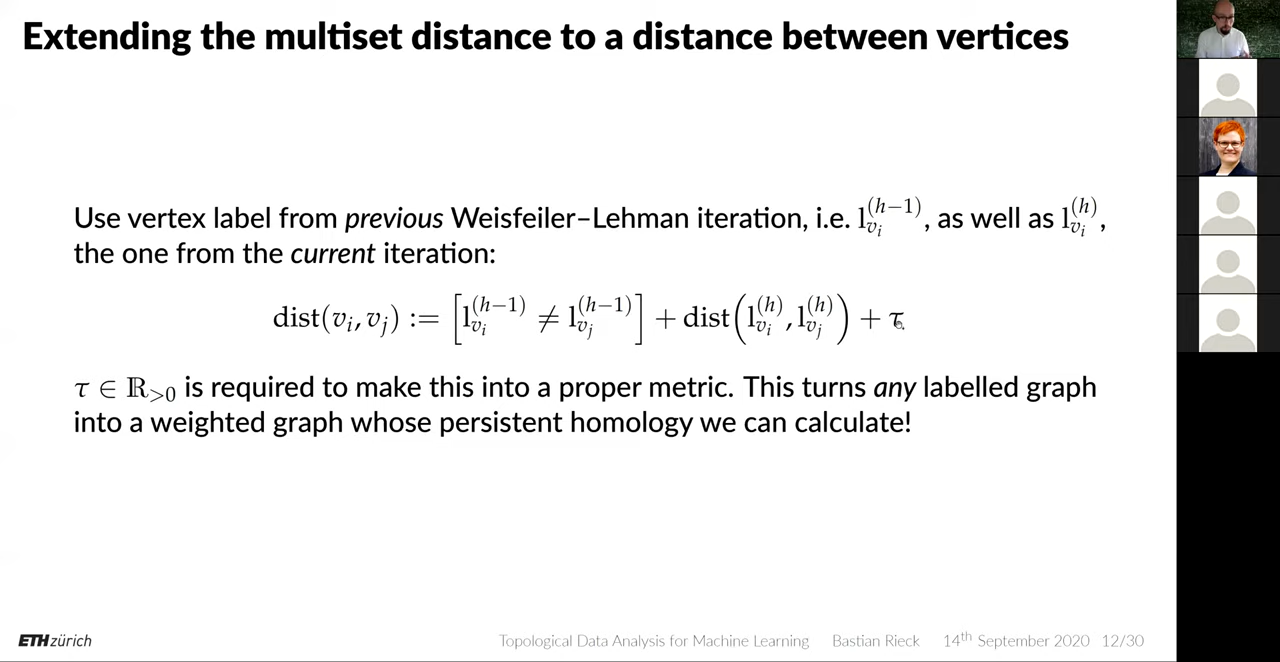 Extending the multiset distance to a distance between vertices
Use vertex label from previous Weisfeiler–Lehman iteration, i.e. l_{v_i}^{(h−1)}, as well as l_{v_i}^{(h)},
the one from the current iteration:
dist(v_i, v_j) := [l_{v_i}^{(h−1)} ≠ l_{v_j}^{(h−1)}] + dist(l_{v_i}^{(h)}, l_{v_j}^{(h)}) + τ
τ ∈ ℝ_{>0} is required to make this into a proper metric. This turns any labelled graph
into a weighted graph whose persistent homology we can calculate!
ETH zürich Topological Data Analysis for Machine Learning Bastian Rieck 14th September 2020 12/30